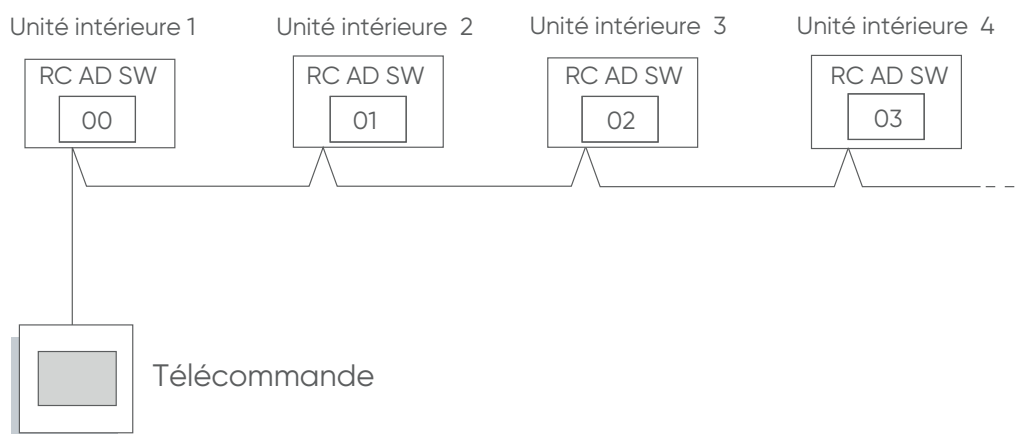 Unité intérieure 1
Unité intérieure 2
Unité intérieure 3
Unité intérieure 4
RC AD SW
RC AD SW
RC AD SW
RC AD SW
00
01
02
03
Télécommande